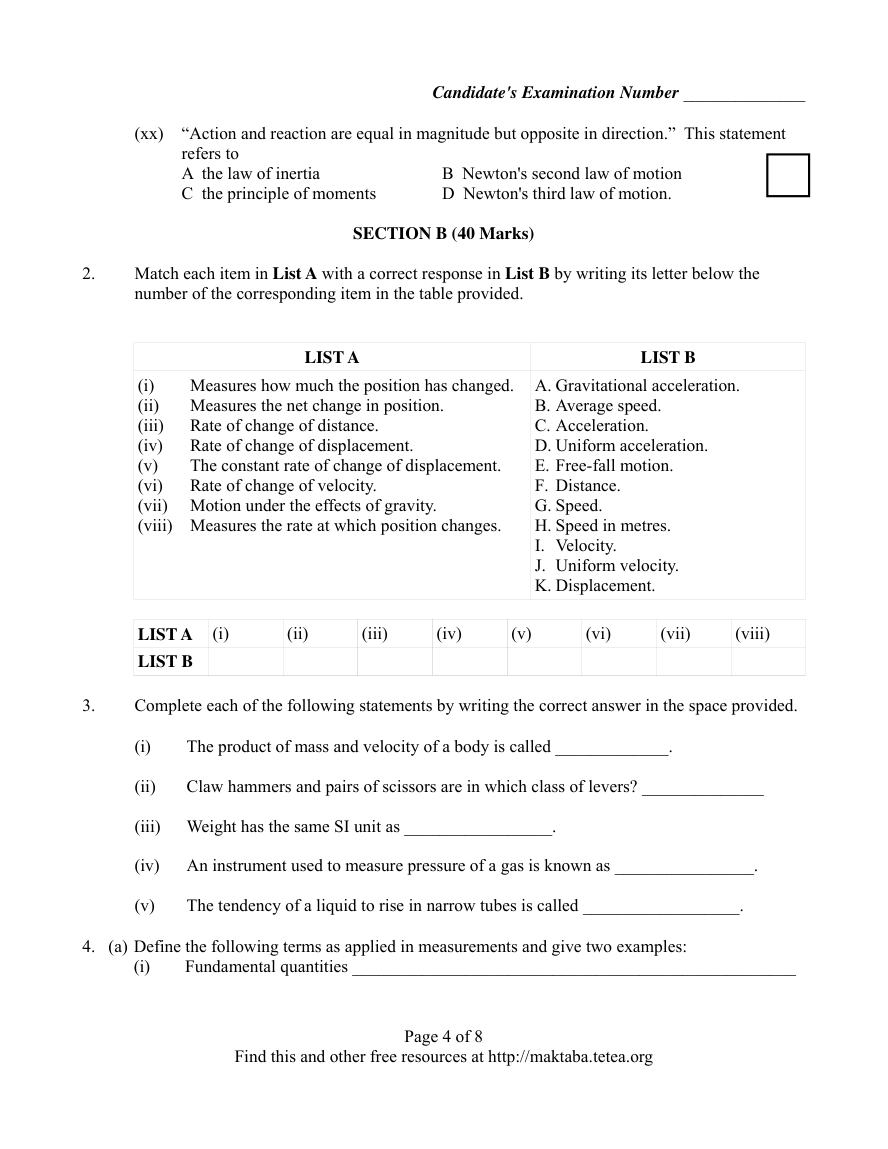 Candidate's Examination Number ______________
(xx) “Action and reaction are equal in magnitude but opposite in direction.” This statement
refers to
A the law of inertia B Newton's second law of motion
C the principle of moments D Newton's third law of motion.
SECTION B (40 Marks)
2. Match each item in List A with a correct response in List B by writing its letter below the
number of the corresponding item in the table provided.
LIST A LIST B
(i) Measures how much the position has changed. A. Gravitational acceleration.
(ii) Measures the net change in position. B. Average speed.
(iii) Rate of change of distance. C. Acceleration.
(iv) Rate of change of displacement. D. Uniform acceleration.
(v) The constant rate of change of displacement. E. Free-fall motion.
(vi) Rate of change of velocity. F. Distance.
(vii) Motion under the effects of gravity. G. Speed.
(viii) Measures the rate at which position changes. H. Speed in metres.
I. Velocity.
J. Uniform velocity.
K. Displacement.
LIST A (i) (ii) (iii) (iv) (v) (vi) (vii) (viii)
LIST B
3. Complete each of the following statements by writing the correct answer in the space provided.
(i) The product of mass and velocity of a body is called _____________.
(ii) Claw hammers and pairs of scissors are in which class of levers? ______________
(iii) Weight has the same SI unit as _________________.
(iv) An instrument used to measure pressure of a gas is known as ________________.
(v) The tendency of a liquid to rise in narrow tubes is called __________________.
4. (a) Define the following terms as applied in measurements and give two examples:
(i) Fundamental quantities ___________________________________________________
Page 4 of 8
Find this and other free resources at http://maktaba.tetea.org